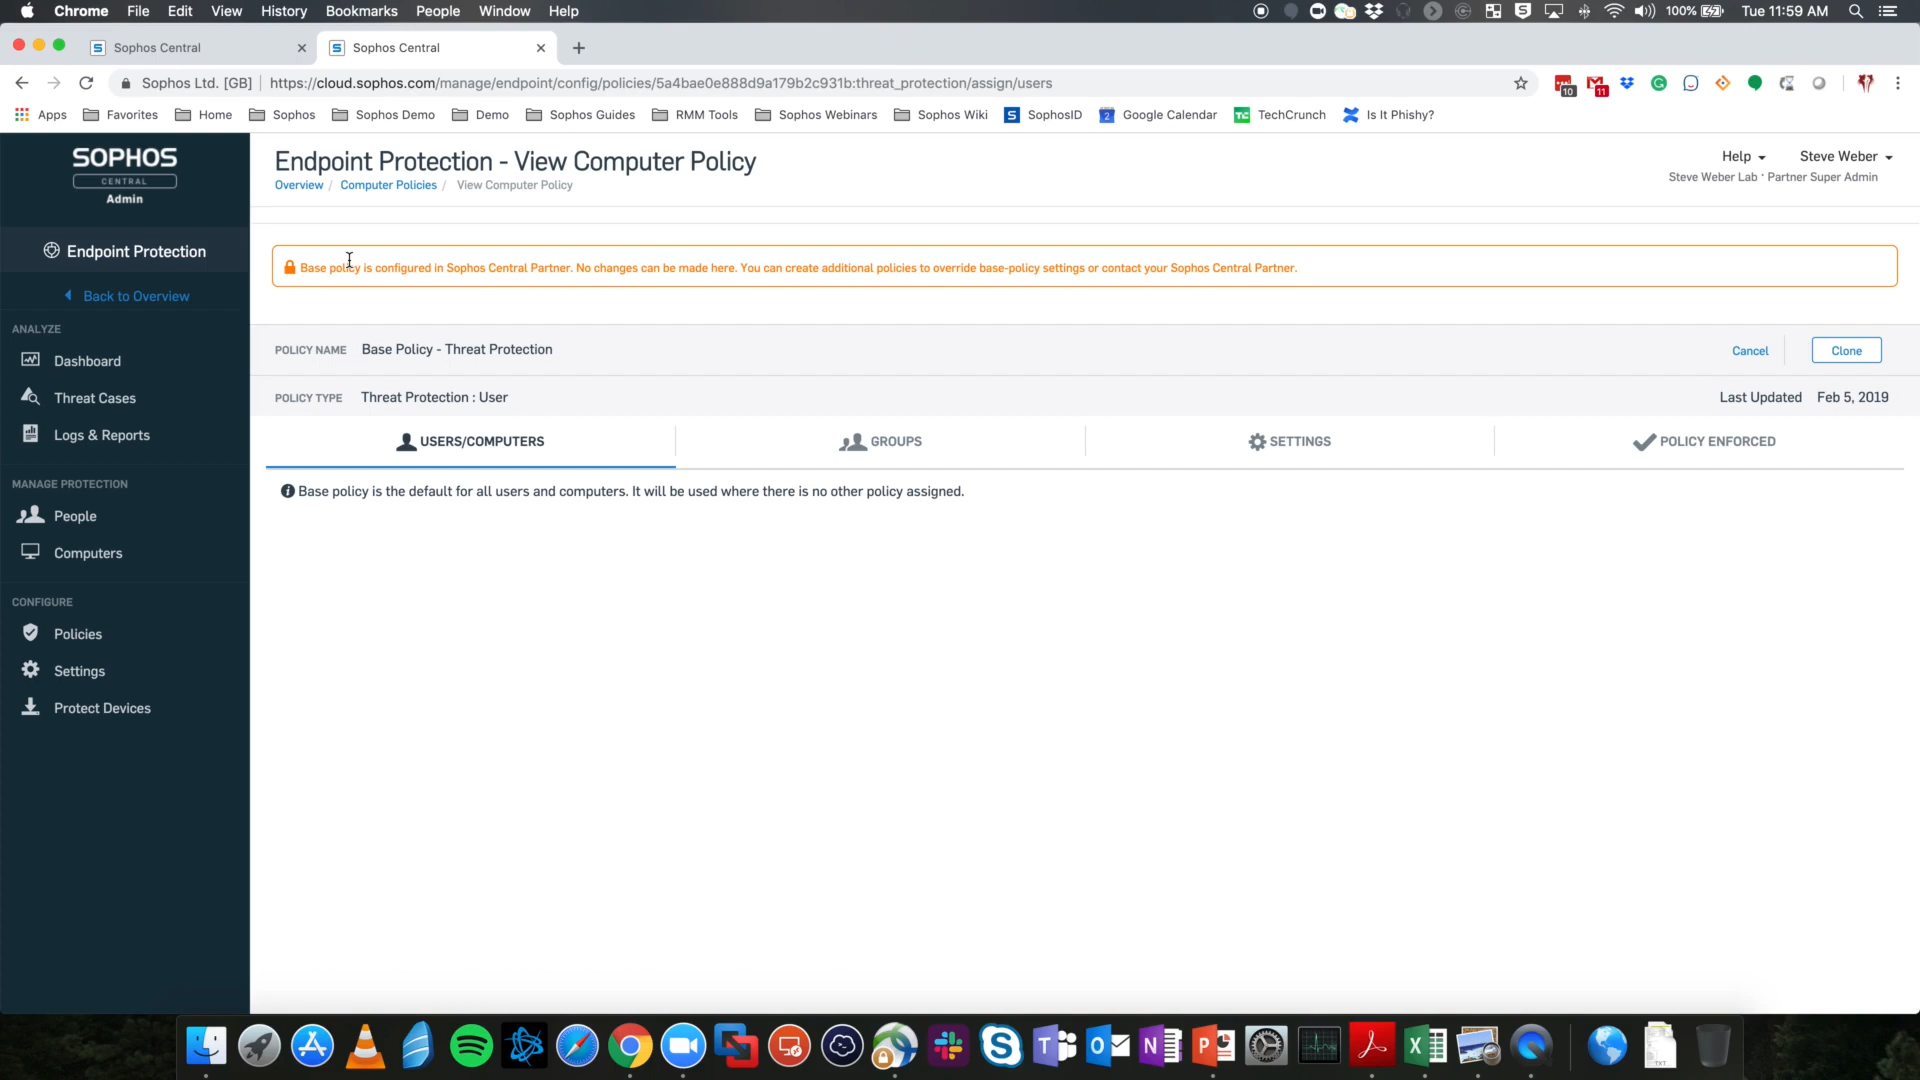 Chrome File Edit View History Bookmarks People Window Help 100% Tue 11:59 AM
Sophos Central
Sophos Central
Sophos Ltd. [GB] https://cloud.sophos.com/manage/endpoint/config/policies/5a4bae0e888d9a179b2c931b:threat_protection/assign/users 10 11
Apps Favorites Home Sophos Sophos Demo Demo Sophos Guides RMM Tools Sophos Webinars Sophos Wiki SophosID Google Calendar TechCrunch Is It Phishy?
SOPHOS
CENTRAL
Admin
Endpoint Protection
Back to Overview
ANALYZE
Dashboard
Threat Cases
Logs & Reports
MANAGE PROTECTION
People
Computers
CONFIGURE
Policies
Settings
Protect Devices
Endpoint Protection - View Computer Policy
Overview / Computer Policies / View Computer Policy
Help
Steve Weber
Steve Weber Lab · Partner Super Admin
Base policy is configured in Sophos Central Partner. No changes can be made here. You can create additional policies to override base-policy settings or contact your Sophos Central Partner.
POLICY NAME Base Policy - Threat Protection
Cancel
Clone
POLICY TYPE Threat Protection : User
Last Updated Feb 5, 2019
USERS/COMPUTERS
GROUPS
SETTINGS
POLICY ENFORCED
Base policy is the default for all users and computers. It will be used where there is no other policy assigned.
TXT